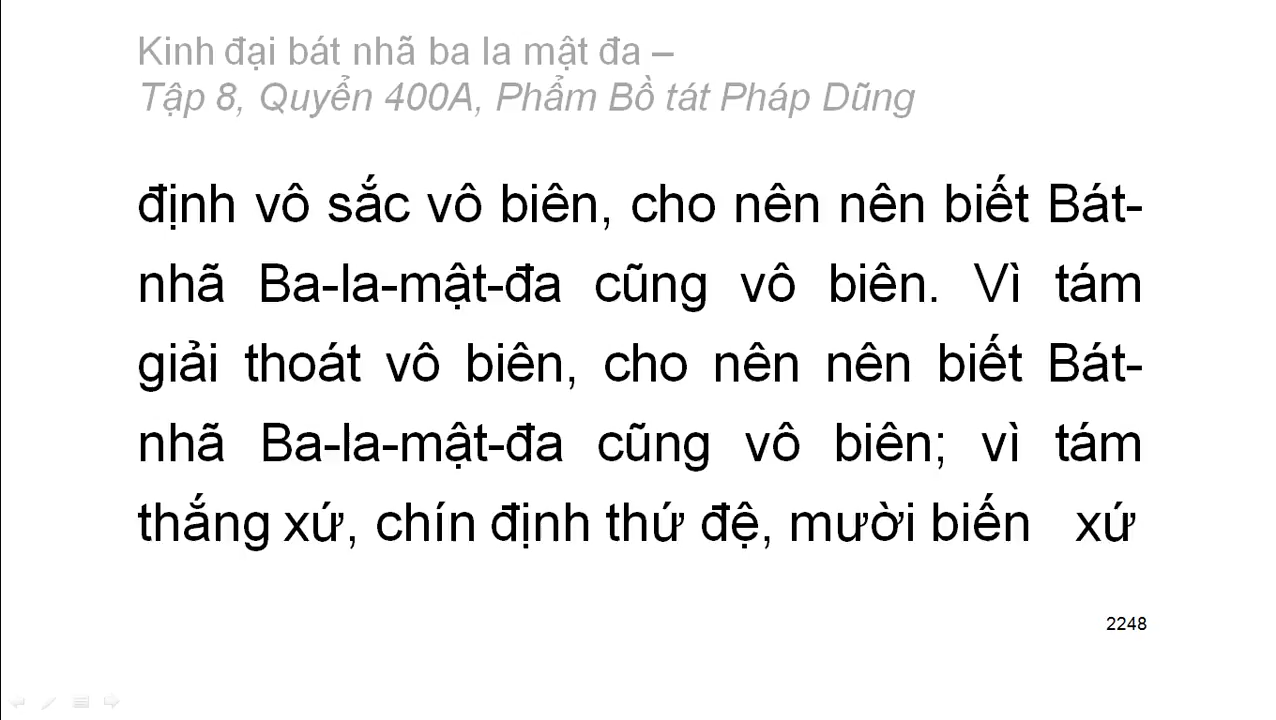 Kinh đại bát nhã ba la mật đa –
Tập 8, Quyển 400A, Phẩm Bồ tát Pháp Dũng
định vô sắc vô biên, cho nên nên biết Bát-
nhã Ba-la-mật-đa cũng vô biên. Vì tám
giải thoát vô biên, cho nên nên biết Bát-
nhã Ba-la-mật-đa cũng vô biên; vì tám
thắng xứ, chín định thứ đệ, mười biến xứ
2248